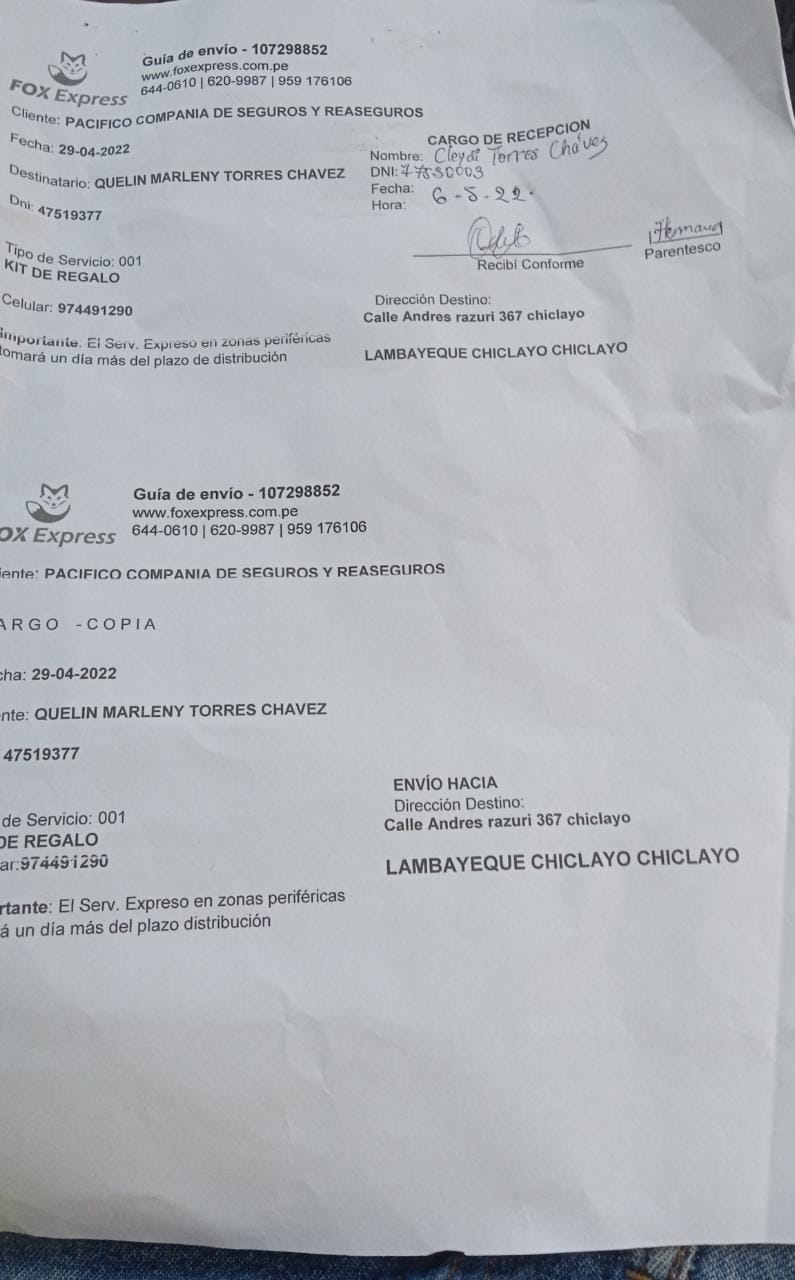 FOX Express
Guía de envío - 107298852
www.foxexpress.com.pe
644-0610 | 620-9987 | 959 176106
Cliente: PACIFICO COMPANIA DE SEGUROS Y REASEGUROS
Fecha: 29-04-2022
Destinatario: QUELIN MARLENY TORRES CHAVEZ
Dni: 47519377
CARGO DE RECEPCION
Nombre: Cleydi Torres Cháves
DNI: 77530003
Fecha: 6-5-22.
Hora:
Recibí Conforme
Hermana
Parentesco
Tipo de Servicio: 001
KIT DE REGALO
Celular: 974491290
importante. El Serv. Expreso en zonas periféricas
tomará un día más del plazo de distribución
Dirección Destino:
Calle Andres razuri 367 chiclayo
LAMBAYEQUE CHICLAYO CHICLAYO
OX Express
Guía de envío - 107298852
www.foxexpress.com.pe
644-0610 | 620-9987 | 959 176106
iente: PACIFICO COMPANIA DE SEGUROS Y REASEGUROS
ARGO -COPIA
cha: 29-04-2022
nte: QUELIN MARLENY TORRES CHAVEZ
47519377
de Servicio: 001
DE REGALO
ar:974491290
rtante: El Serv. Expreso en zonas periféricas
á un día más del plazo distribución
ENVÍO HACIA
Dirección Destino:
Calle Andres razuri 367 chiclayo
LAMBAYEQUE CHICLAYO CHICLAYO